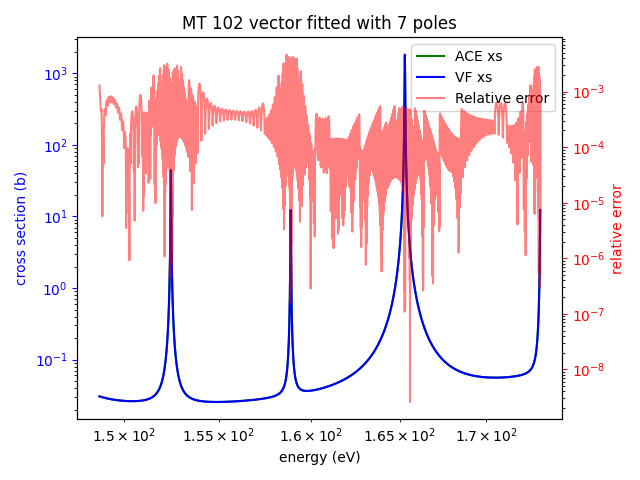 MT 102 vector fitted with 7 poles
ACE xs
VF xs
Relative error
cross section (b)
10³
10²
10¹
10⁰
10⁻¹
relative error
10⁻³
10⁻⁴
10⁻⁵
10⁻⁶
10⁻⁷
10⁻⁸
1.5 × 10² 1.55 × 10² 1.6 × 10² 1.65 × 10² 1.7 × 10²
energy (eV)